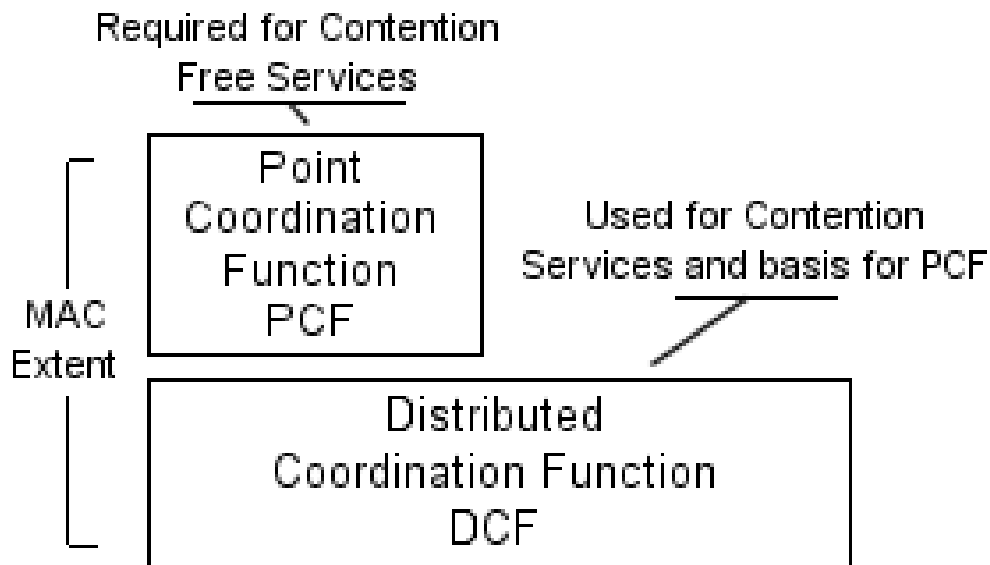 Required for Contention
Free Services
Point
Coordination
Function
PCF
Used for Contention
Services and basis for PCF
MAC
Extent
Distributed
Coordination Function
DCF